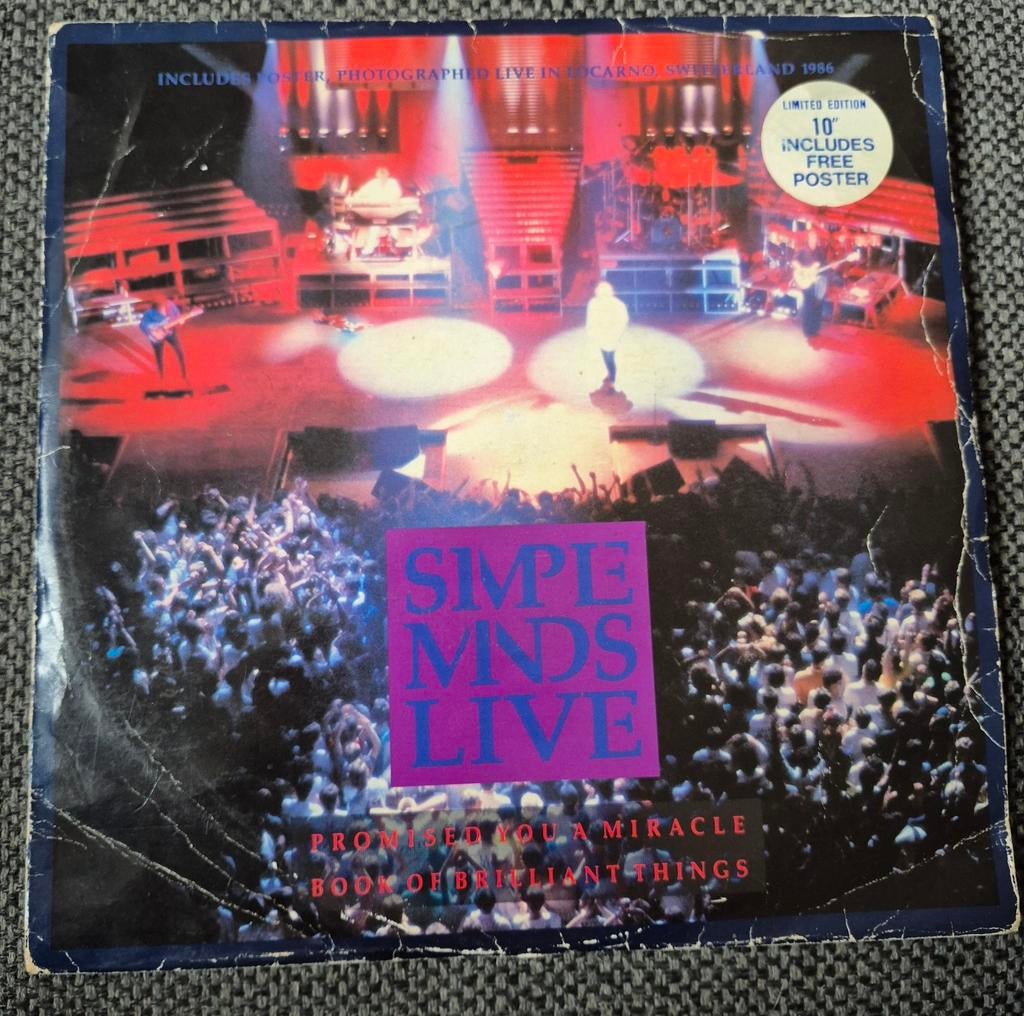 INCLUDES POSTER, PHOTOGRAPHED LIVE IN LOCARNO, SWITZERLAND 1986
LIMITED EDITION
10"
INCLUDES
FREE
POSTER
SIMPLE
MINDS
LIVE
PROMISED YOU A MIRACLE
BOOK OF BRILLIANT THINGS